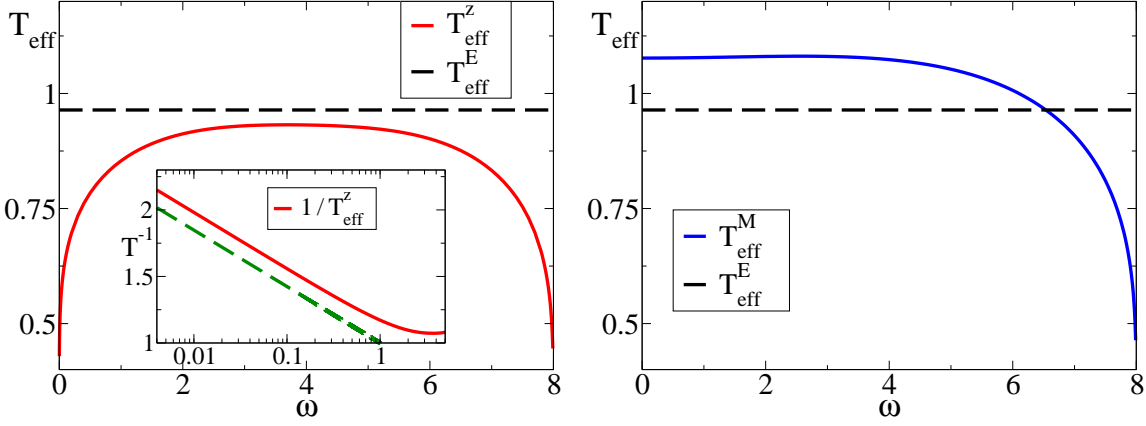 T_eff
1
0.75
0.5
0 2 4 6 8
ω
T^z_eff
T^E_eff
T^-1
2
1.5
1
0.01 0.1 1
1 / T^z_eff
T_eff
1
0.75
0.5
0 2 4 6 8
ω
T^M_eff
T^E_eff